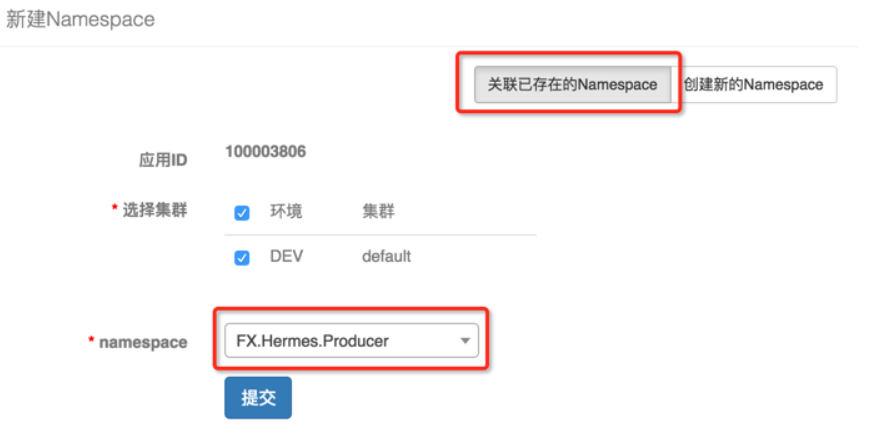 新建Namespace
关联已存在的Namespace 创建新的Namespace
应用ID 100003806
* 选择集群 环境 集群
DEV default
* namespace FX.Hermes.Producer
提交